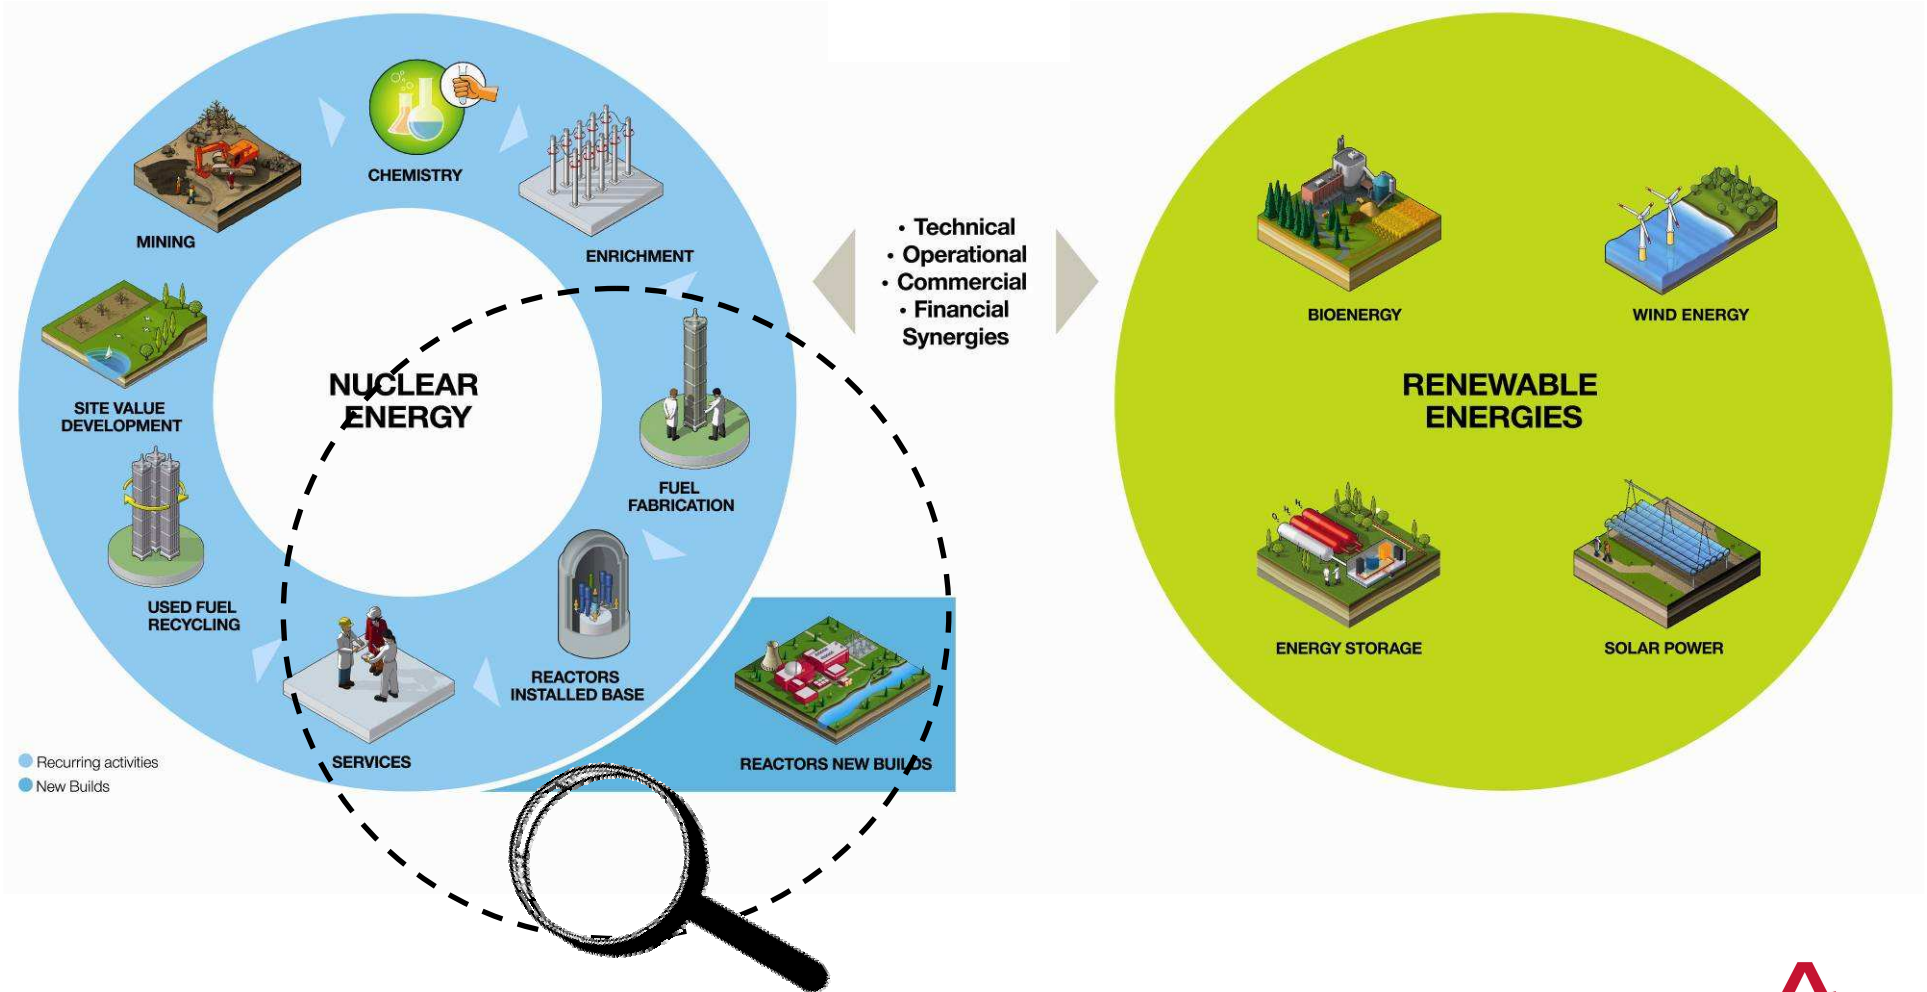 CHEMISTRY
MINING
ENRICHMENT
SITE VALUE
DEVELOPMENT
NUCLEAR
ENERGY
FUEL
FABRICATION
USED FUEL
RECYCLING
REACTORS
INSTALLED BASE
SERVICES
REACTORS NEW BUILDS
Recurring activities
New Builds
• Technical
• Operational
• Commercial
• Financial
Synergies
BIOENERGY
WIND ENERGY
RENEWABLE
ENERGIES
ENERGY STORAGE
SOLAR POWER